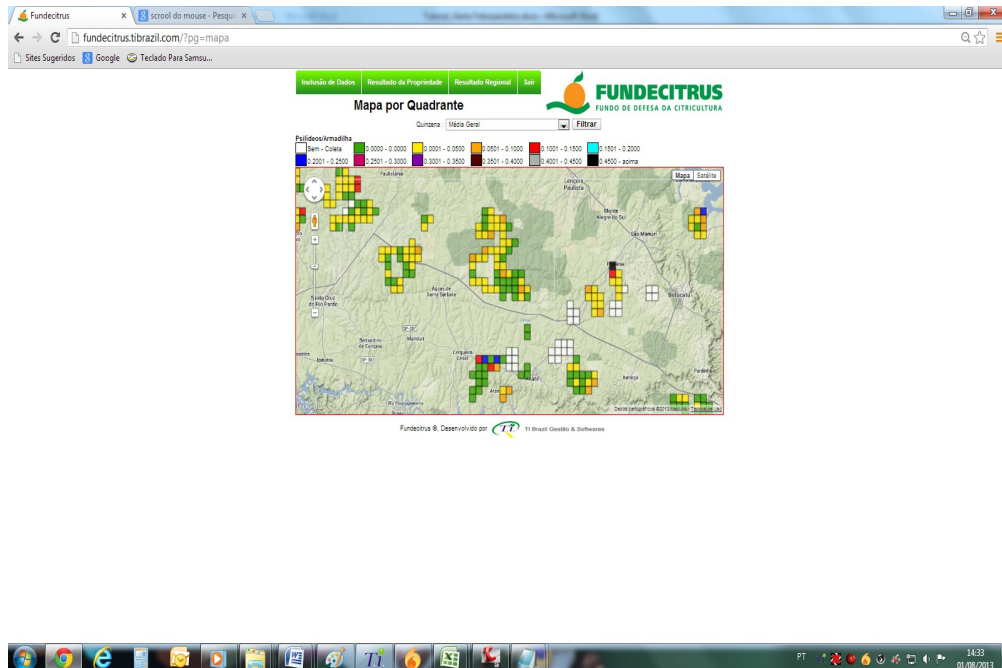 Fundecitrus
scrool do mouse - Pesqu
fundecitrus.tibrazil.com/?pg=mapa
Sites Sugeridos Google Teclado Para Samsu...
Inclusão de Dados Resultado da Propriedade Resultado Regional Sair
FUNDECITRUS
FUNDO DE DEFESA DA CITRICULTURA
Mapa por Quadrante
Quinzena : Média Geral Filtrar
Psilídeos/Armadilha
Sem - Coleta 0.0000 - 0.0000 0.0001 - 0.0500 0.0501 - 0.1000 0.1001 - 0.1500 0.1501 - 0.2000
0.2001 - 0.2500 0.2501 - 0.3000 0.3001 - 0.3500 0.3501 - 0.4000 0.4001 - 0.4500 0.4500 - acima
Mapa Satélite
Paulistânia
Lençóis
Paulista
Monte
Alegre do Sul
São Manuel
Botucatu
Águas de
Santa Bárbara
Santa Cruz
do Rio Pardo
SP-287
Bernardino
de Campos
Manduri
Cerqueira
César
Ipaussu
Itatinga
Pardinho
Fundecitrus ®. Desenvolvido por Ti TI Brazil Gestão & Softwares
PT
14:33
01/08/2013